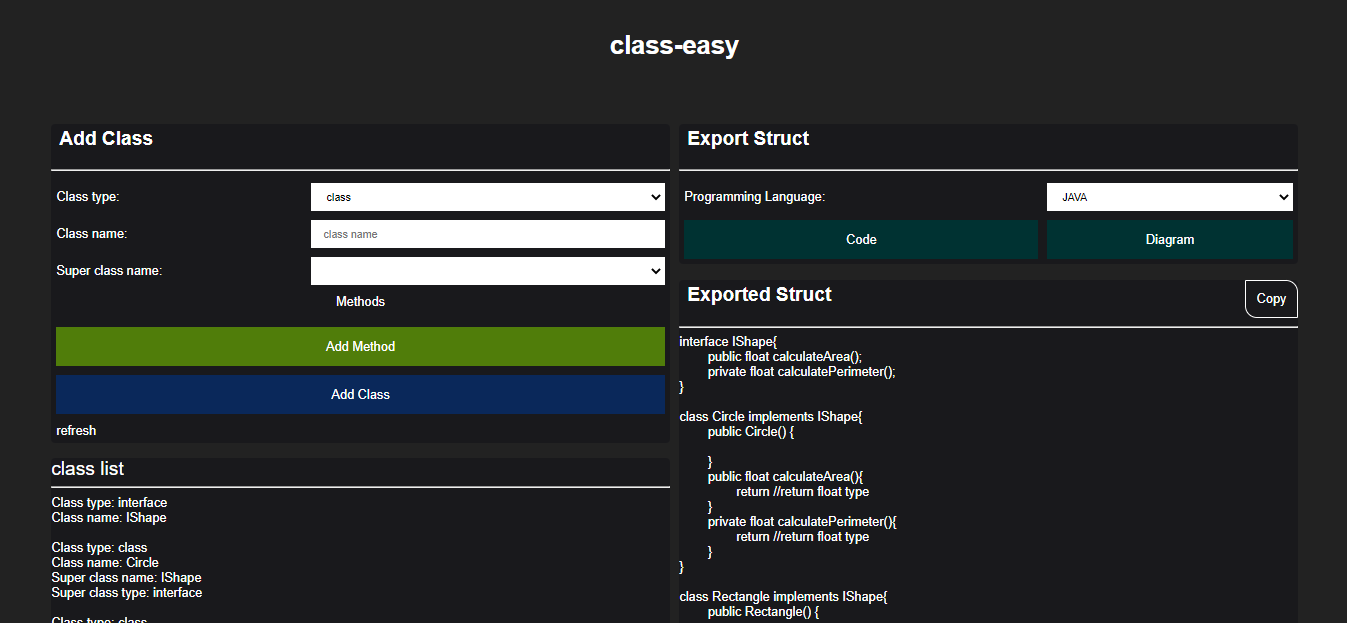 class-easy
Add Class
Class type:
class
Class name:
class name
Super class name:
Methods
Add Method
Add Class
refresh
class list
Class type: interface
Class name: IShape
Class type: class
Class name: Circle
Super class name: IShape
Super class type: interface
Class type: class
Export Struct
Programming Language:
JAVA
Code
Diagram
Exported Struct
Copy
interface IShape{
public float calculateArea();
private float calculatePerimeter();
}
class Circle implements IShape{
public Circle() {
}
public float calculateArea(){
return //return float type
}
private float calculatePerimeter(){
return //return float type
}
}
class Rectangle implements IShape{
public Rectangle() {